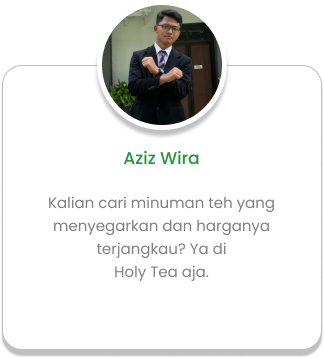 Aziz Wira
Kalian cari minuman teh yang
menyegarkan dan harganya
terjangkau? Ya di
Holy Tea aja.